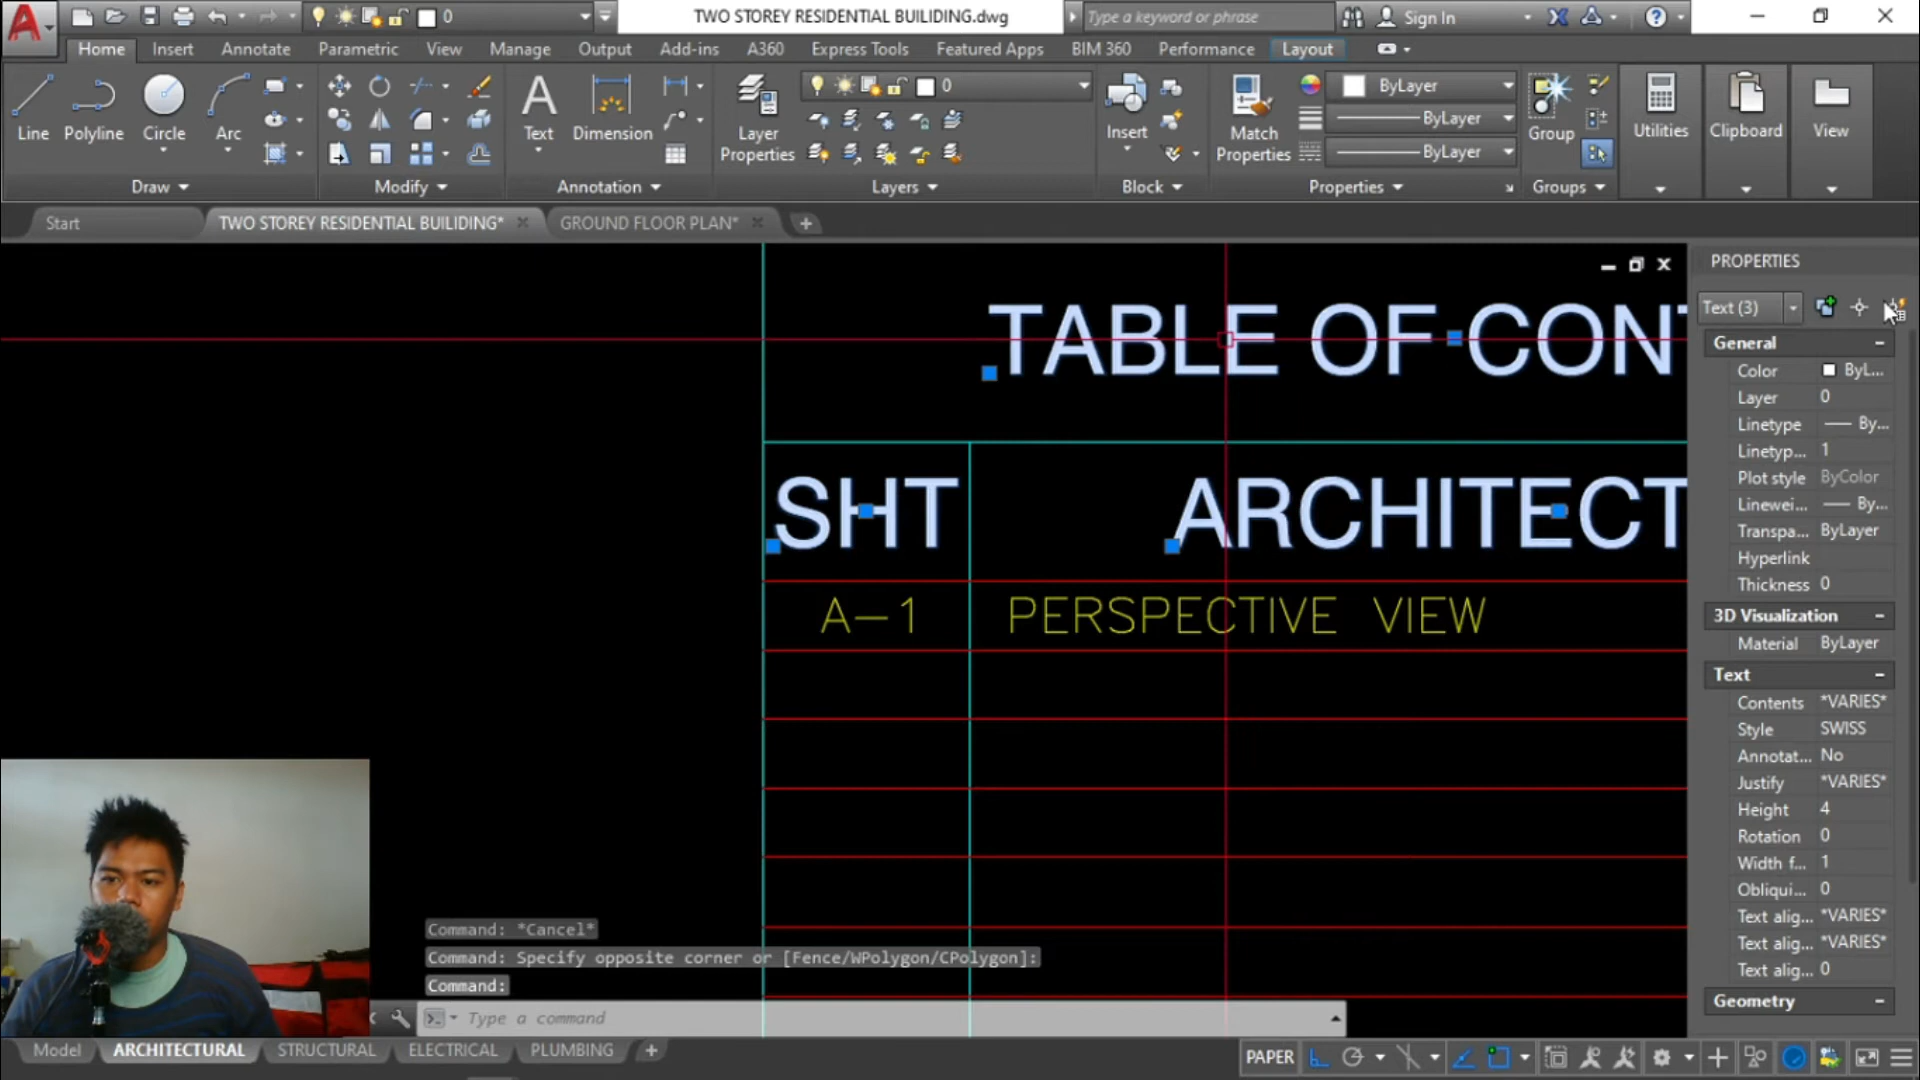 0
TWO STOREY RESIDENTIAL BUIILIDING.dwg
Type a keyword or phrase
Sign In
Home Insert Annotate Parametric View Manage Output Add-ins A360 Express Tools Featured Apps BIM 360 Performance Layout
Line Polyline Circle Arc
Text Dimension
Layer Properties
0
Insert
Match Properties
ByLayer
ByLayer
ByLayer
Group
Utilities Clipboard View
Draw Modify Annotation Layers Block Properties Groups
Start TWO STOREY RESIDENTIAL BUIILIDING* GROUND FLOOR PLAN*
TABLE OF CONT
SHT ARCHITECT
A-1 PERSPECTIVE VIEW
PROPERTIES
Text (3)
General
Color ByL...
Layer 0
Linetype By...
Linetyp... 1
Plot style ByColor
Linewei... By...
Transpa... ByLayer
Hyperlink
Thickness 0
3D Visualization
Material ByLayer
Text
Contents *VARIES*
Style SWISS
Annotat... No
Justify *VARIES*
Height 4
Rotation 0
Width f... 1
Obliqui... 0
Text alig... *VARIES*
Text alig... *VARIES*
Text alig... 0
Geometry
Command: *Cancel*
Command: Specify opposite corner or [Fence/WPolygon/CPolygon]:
Command:
Type a command
Model ARCHITECTURAL STRUCTURAL ELECTRICAL PLUMBING
PAPER